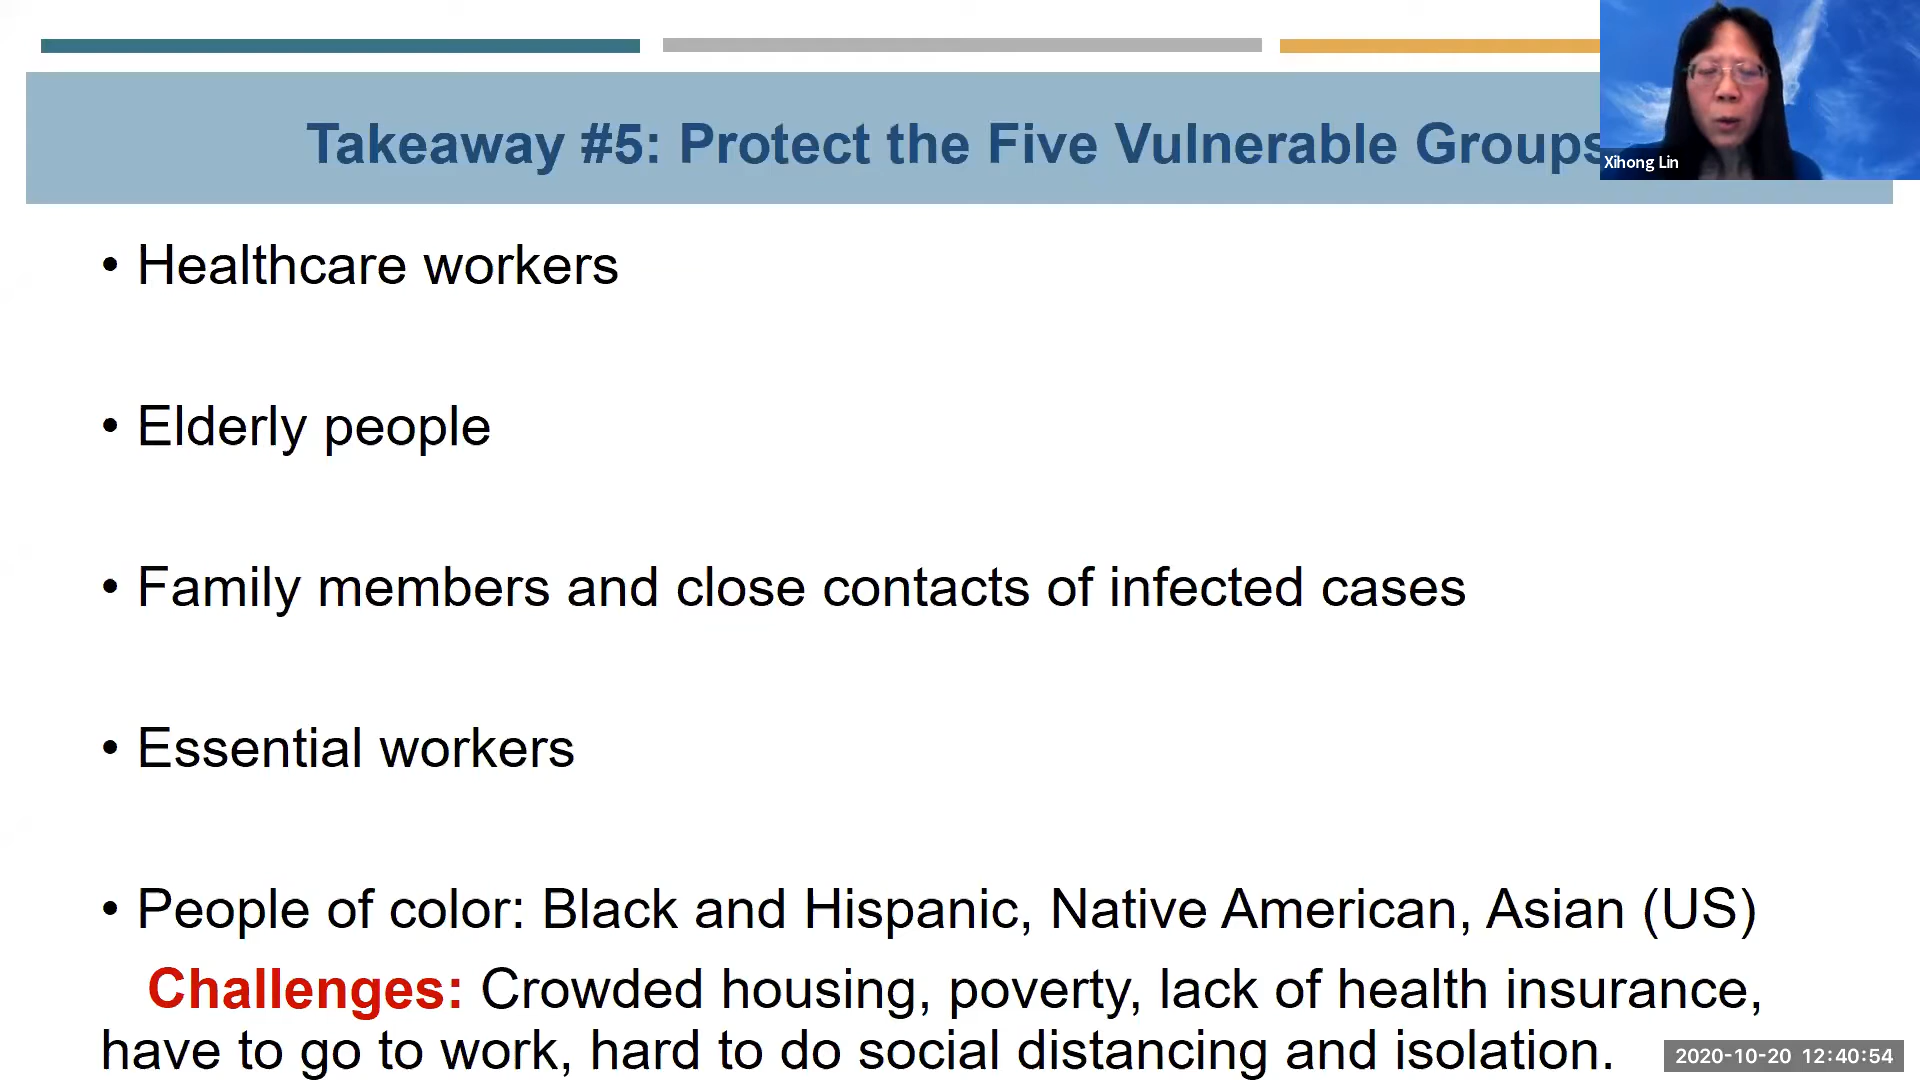 Takeaway #5: Protect the Five Vulnerable Groups
Xihong Lin
• Healthcare workers
• Elderly people
• Family members and close contacts of infected cases
• Essential workers
• People of color: Black and Hispanic, Native American, Asian (US)
Challenges: Crowded housing, poverty, lack of health insurance,
have to go to work, hard to do social distancing and isolation.
2020-10-20 12:40:54